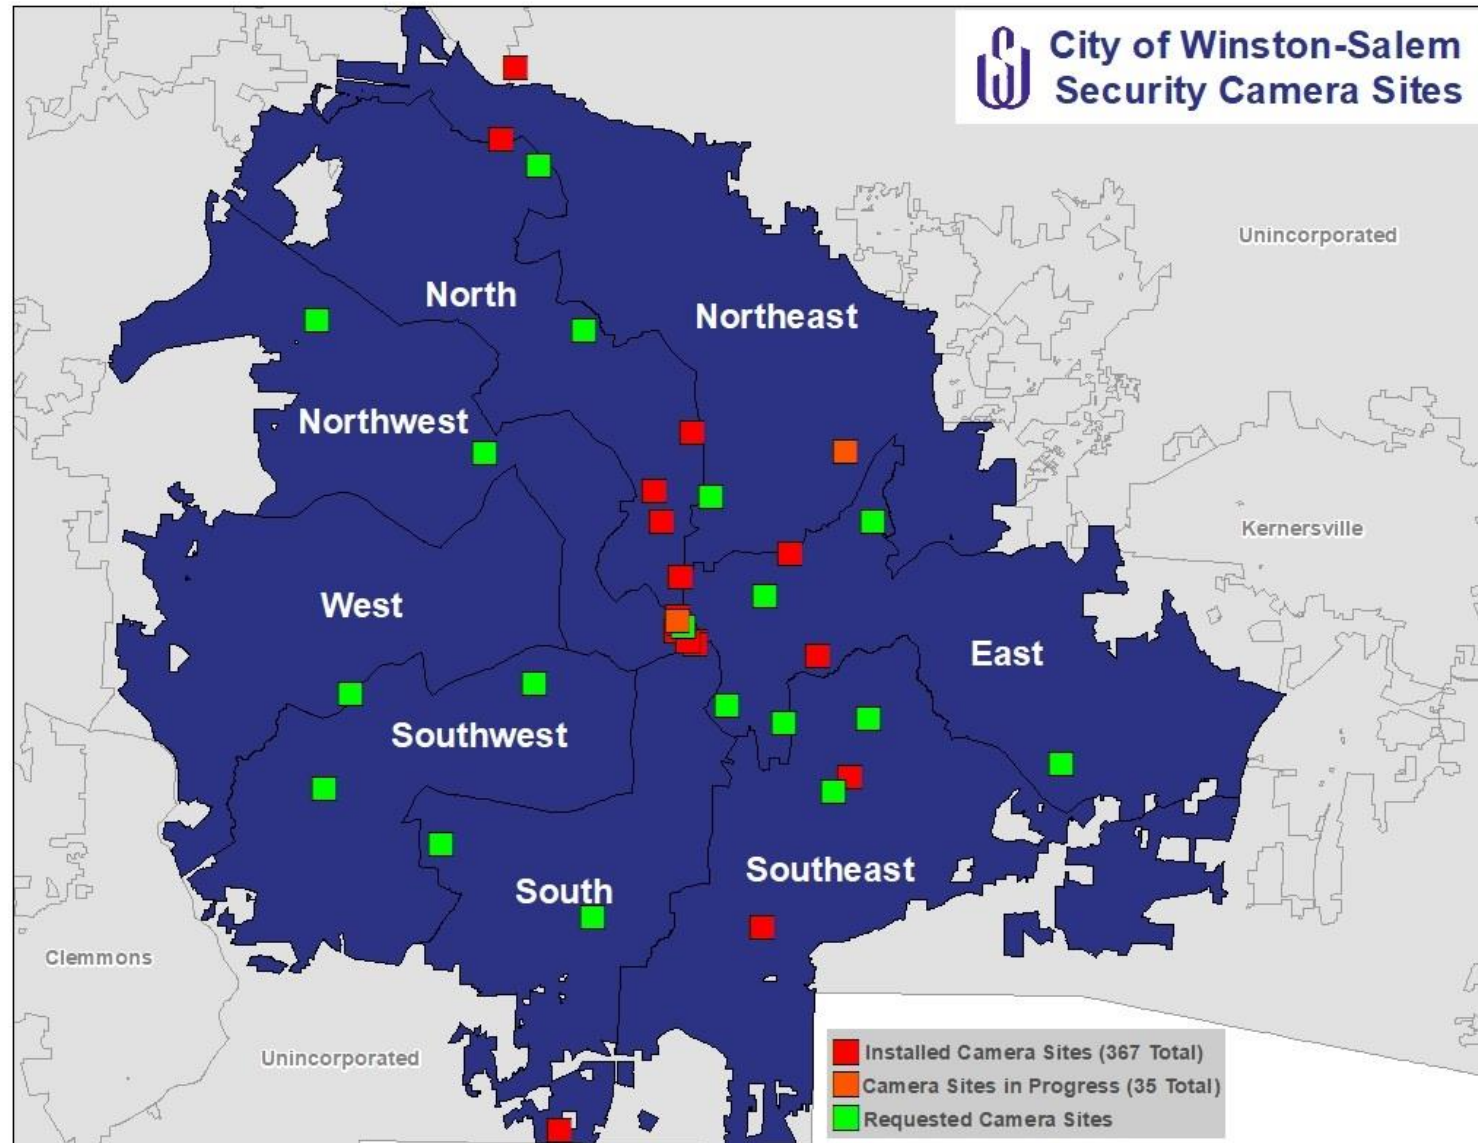 City of Winston-Salem
Security Camera Sites
Unincorporated
North
Northeast
Northwest
Kernersville
West
East
Southwest
Southeast
South
Clemmons
Unincorporated
Installed Camera Sites (367 Total)
Camera Sites in Progress (35 Total)
Requested Camera Sites